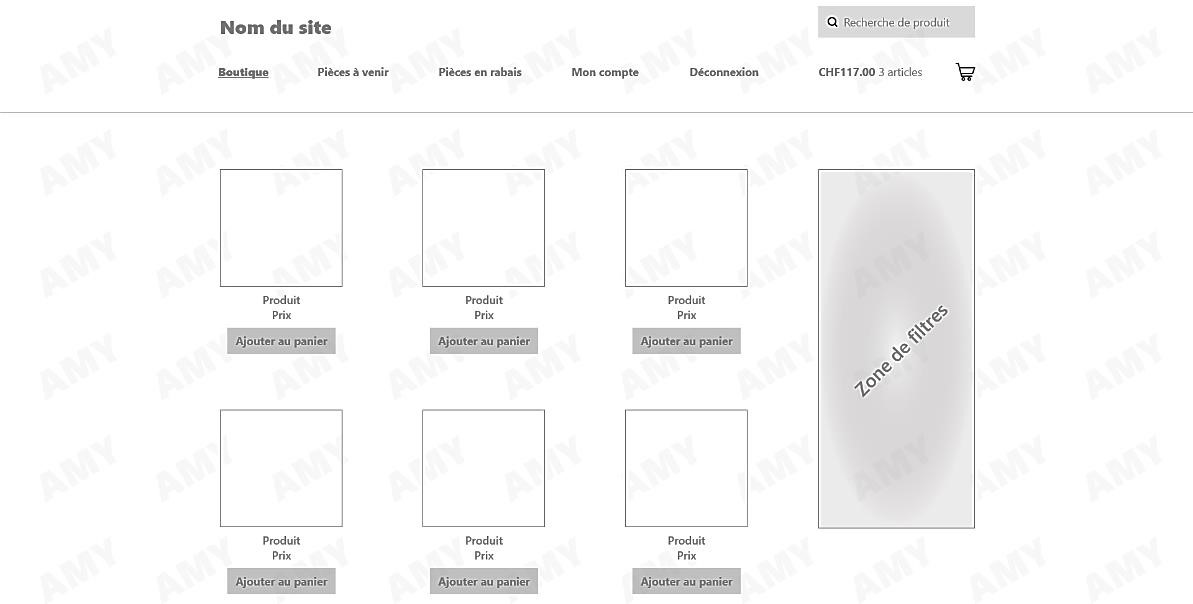 Nom du site
Recherche de produit
Boutique Pièces à venir Pièces en rabais Mon compte Déconnexion CHF117.00 3 articles
Produit Produit Produit
Prix Prix Prix
Ajouter au panier Ajouter au panier Ajouter au panier
Zone de filtres
Produit Produit Produit
Prix Prix Prix
Ajouter au panier Ajouter au panier Ajouter au panier
AMY